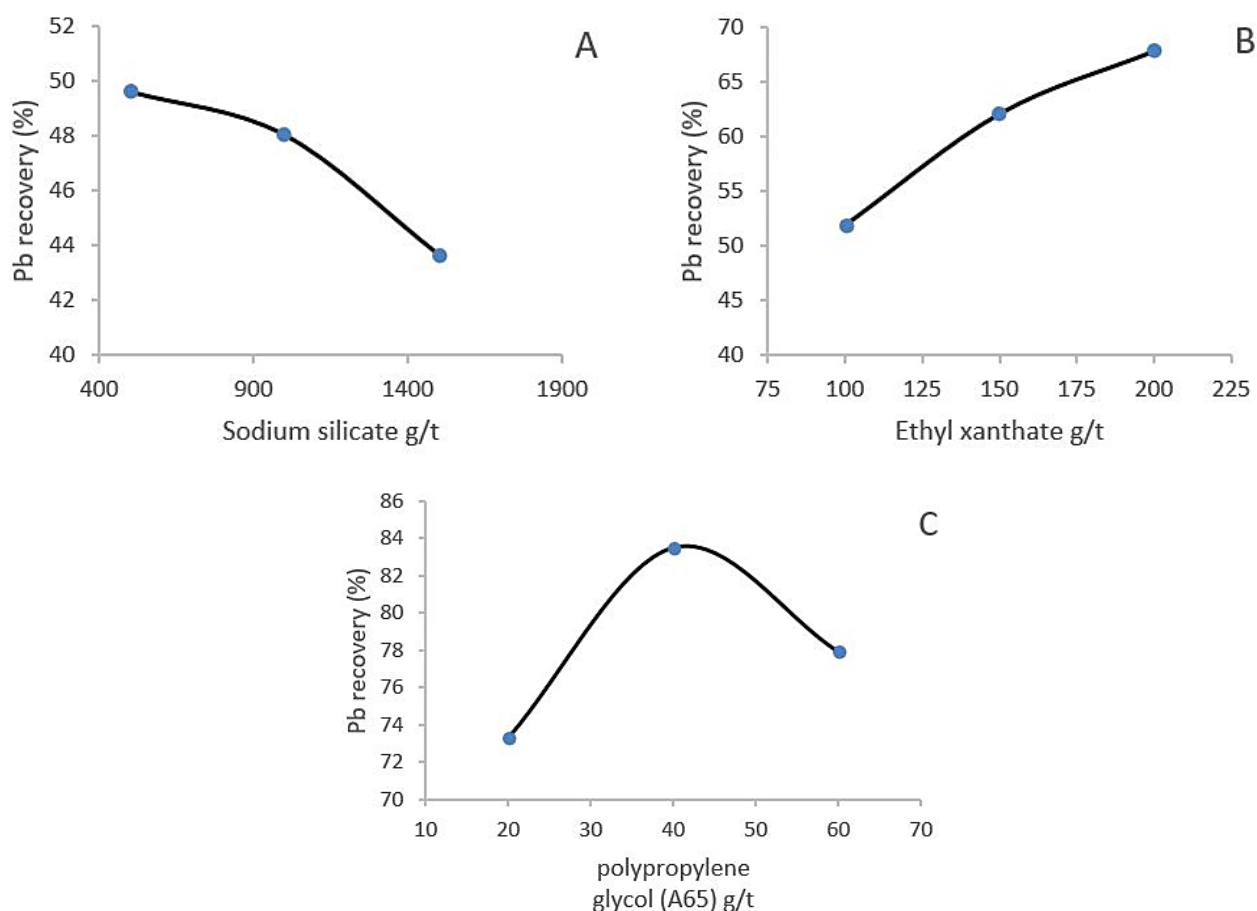 A
Pb recovery (%)
52
50
48
46
44
42
40
400 900 1400 1900
Sodium silicate g/t
B
Pb recovery (%)
70
65
60
55
50
45
40
75 100 125 150 175 200 225
Ethyl xanthate g/t
C
Pb recovery (%)
86
84
82
80
78
76
74
72
70
10 20 30 40 50 60 70
polypropylene
glycol (A65) g/t